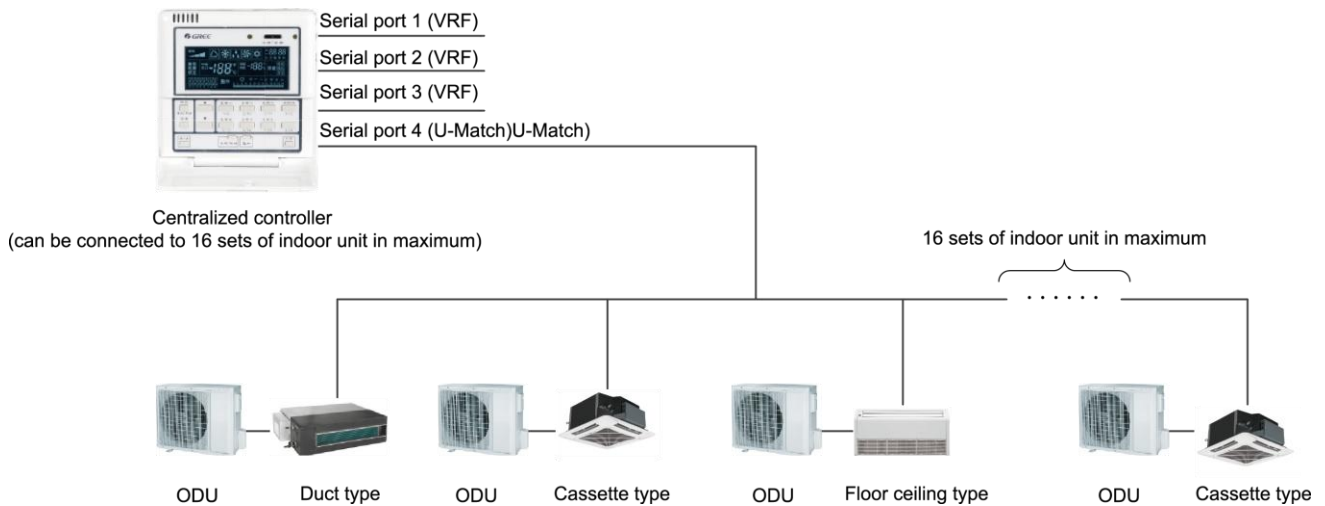 GREE
Serial port 1 (VRF)
Serial port 2 (VRF)
Serial port 3 (VRF)
Serial port 4 (U-Match)U-Match)
Centralized controller
(can be connected to 16 sets of indoor unit in maximum)
16 sets of indoor unit in maximum
. . . . . .
ODU Duct type ODU Cassette type ODU Floor ceiling type ODU Cassette type